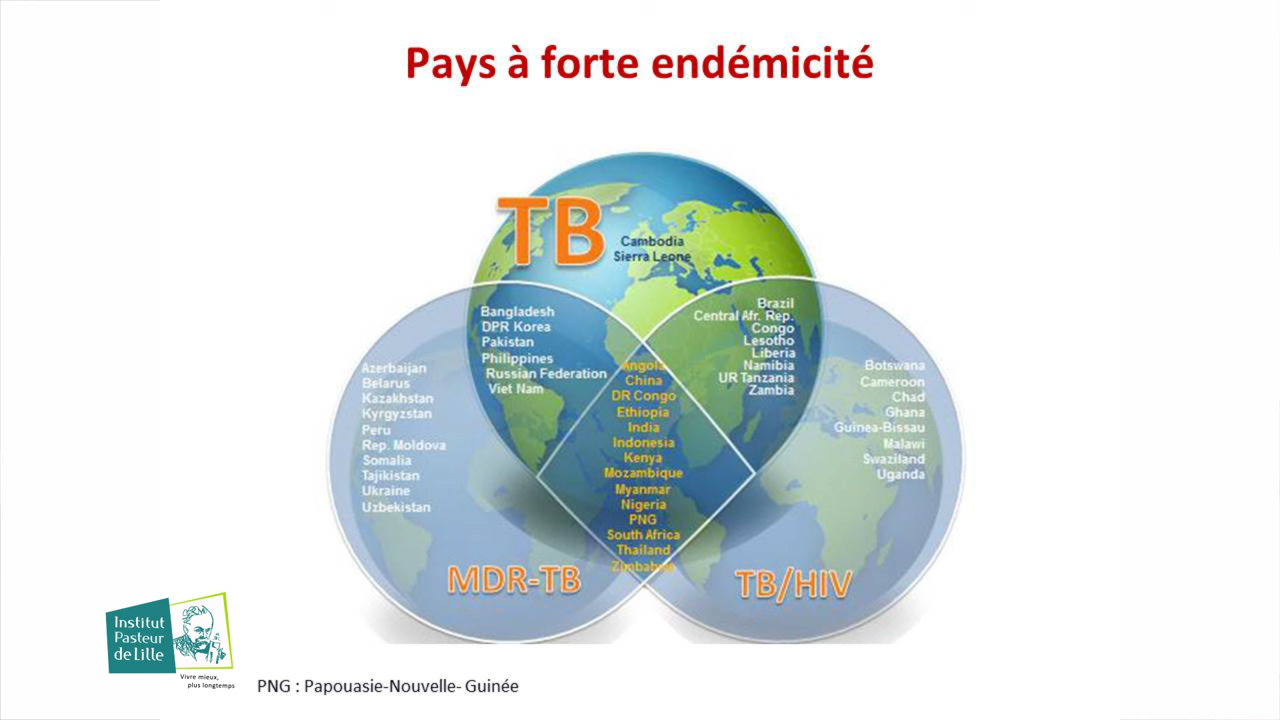 Pays à forte endémicité
TB
Cambodia
Sierra Leone
Bangladesh
DPR Korea
Pakistan
Philippines
Russian Federation
Viet Nam
Brazil
Central Afr. Rep.
Congo
Lesotho
Liberia
Namibia
UR Tanzania
Zambia
Azerbaijan
Belarus
Kazakhstan
Kyrgyzstan
Peru
Rep. Moldova
Somalia
Tajikistan
Ukraine
Uzbekistan
Angola
China
DR Congo
Ethiopia
India
Indonesia
Kenya
Mozambique
Myanmar
Nigeria
PNG
South Africa
Thailand
Zimbabwe
Botswana
Cameroon
Chad
Ghana
Guinea-Bissau
Malawi
Swaziland
Uganda
MDR-TB
TB/HIV
Institut
Pasteur
de Lille
Vivre mieux,
plus longtemps
PNG : Papouasie-Nouvelle- Guinée